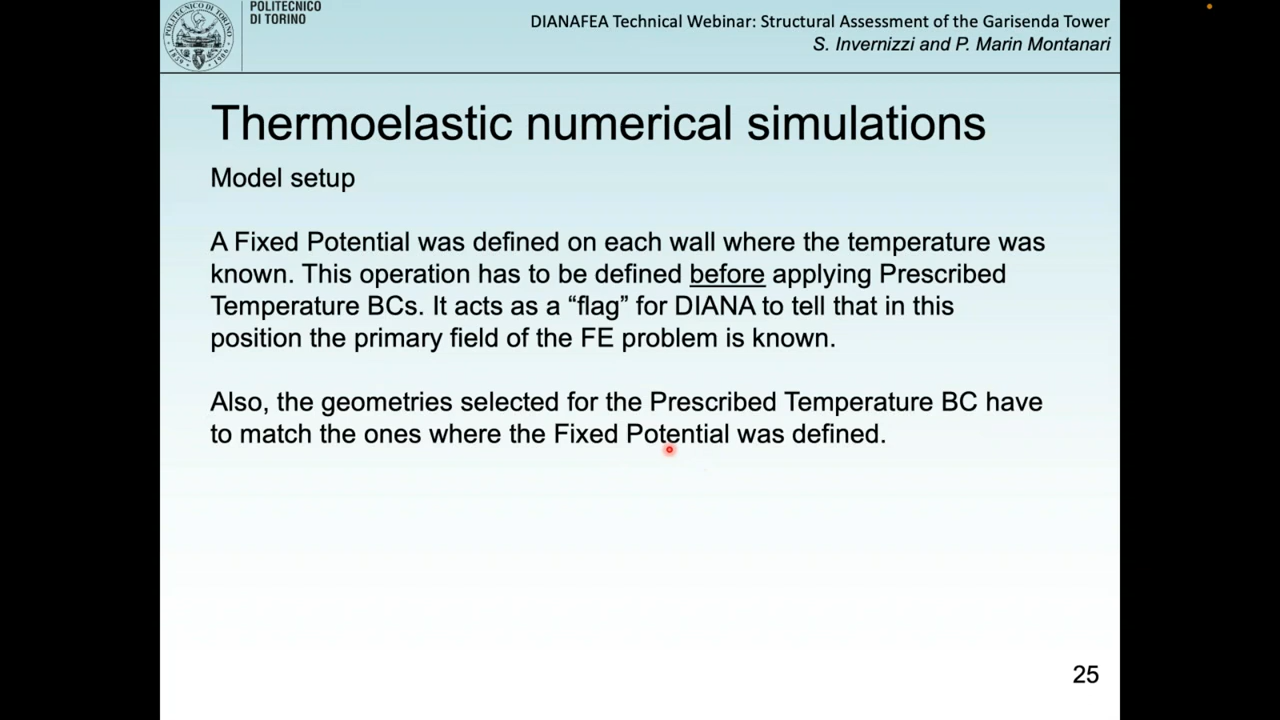 POLITECNICO
DI TORINO
DIANAFEA Technical Webinar: Structural Assessment of the Garisenda Tower
S. Invernizzi and P. Marin Montanari
Thermoelastic numerical simulations
Model setup
A Fixed Potential was defined on each wall where the temperature was
known. This operation has to be defined before applying Prescribed
Temperature BCs. It acts as a “flag” for DIANA to tell that in this
position the primary field of the FE problem is known.
Also, the geometries selected for the Prescribed Temperature BC have
to match the ones where the Fixed Potential was defined.
25